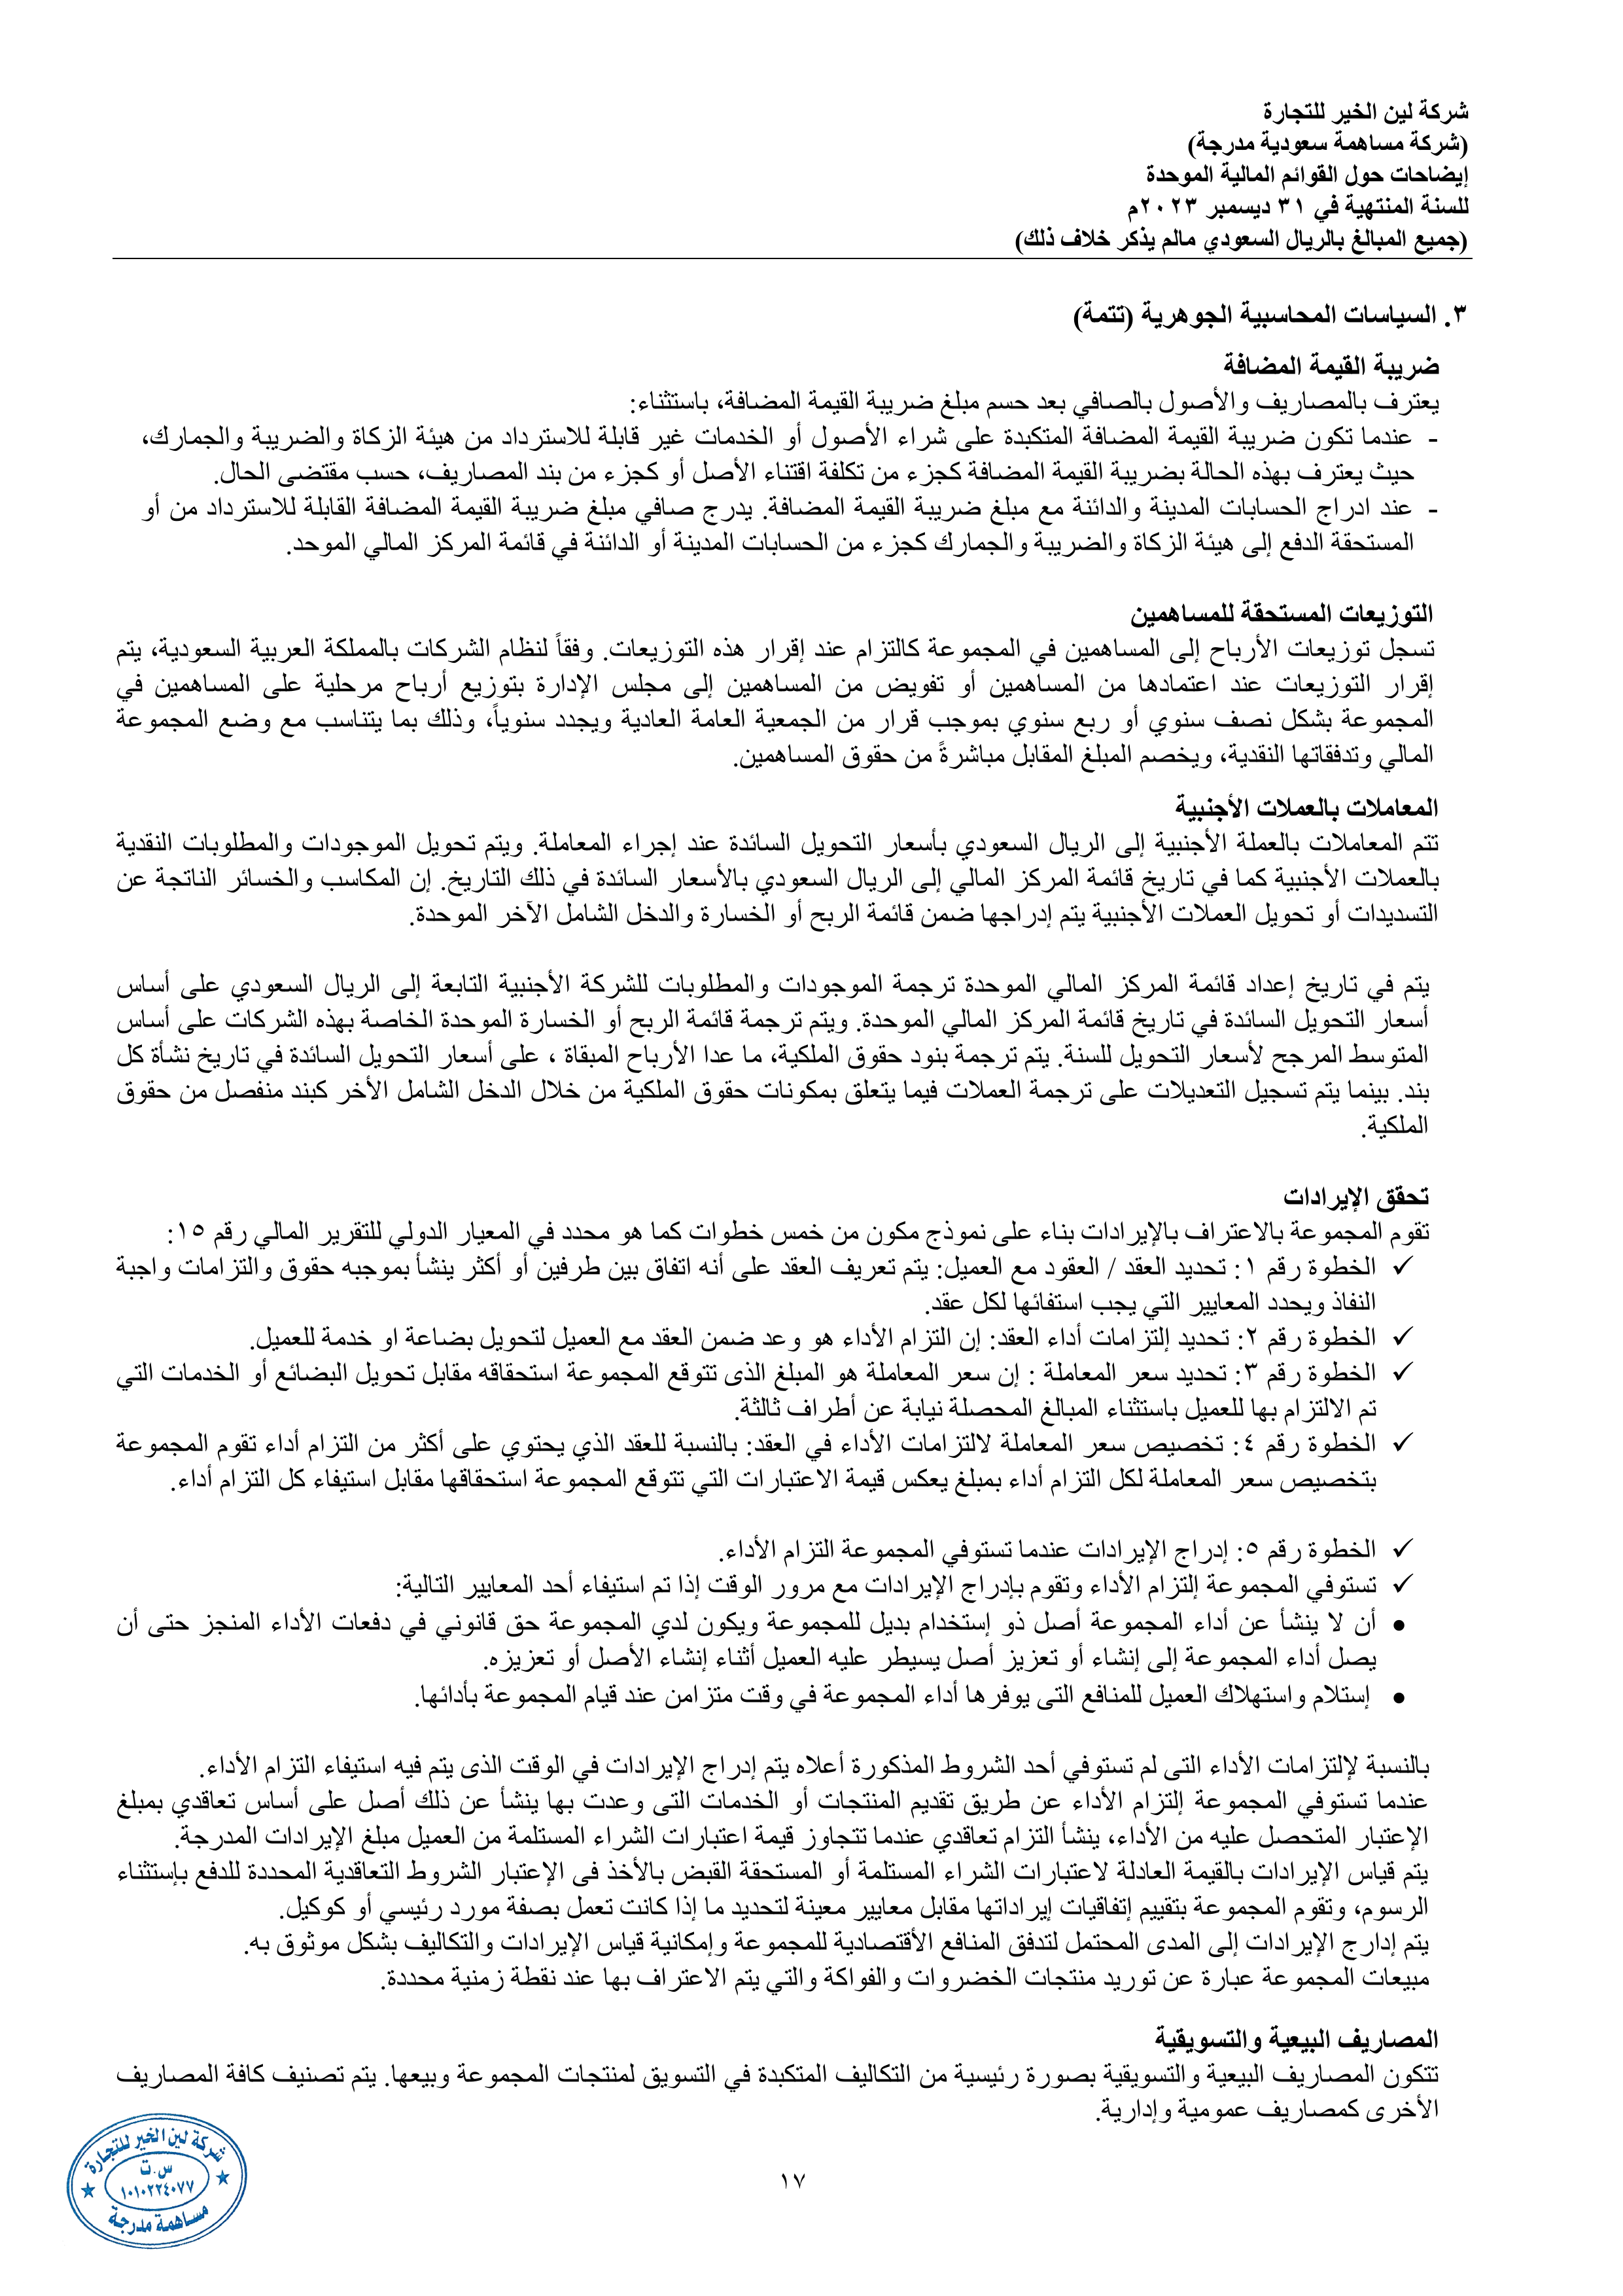 شركة لين الخير للتجارة
(شركة مساهمة سعودية مدرجة)
إيضاحات حول القوائم المالية الموحدة
للسنة المنتهية في ٣١ ديسمبر ٢٠٢٣م
(جميع المبالغ بالريال السعودي مالم يذكر خلاف ذلك)
٣. السياسات المحاسبية الجوهرية (تتمة)
ضريبة القيمة المضافة
يعترف بالمصاريف والأصول بالصافي بعد حسم مبلغ ضريبة القيمة المضافة، باستثناء:
- عندما تكون ضريبة القيمة المضافة المتكبدة على شراء الأصول أو الخدمات غير قابلة للاسترداد من هيئة الزكاة والضريبة والجمارك،
حيث يعترف بهذه الحالة بضريبة القيمة المضافة كجزء من تكلفة اقتناء الأصل أو كجزء من بند المصاريف، حسب مقتضى الحال.
- عند ادراج الحسابات المدينة والدائنة مع مبلغ ضريبة القيمة المضافة. يدرج صافي مبلغ ضريبة القيمة المضافة القابلة للاسترداد من أو
المستحقة الدفع إلى هيئة الزكاة والضريبة والجمارك كجزء من الحسابات المدينة أو الدائنة في قائمة المركز المالي الموحد.
التوزيعات المستحقة للمساهمين
تسجل توزيعات الأرباح إلى المساهمين في المجموعة كالتزام عند إقرار هذه التوزيعات. وفقاً لنظام الشركات بالمملكة العربية السعودية، يتم
إقرار التوزيعات عند اعتمادها من المساهمين أو تفويض من المساهمين إلى مجلس الإدارة بتوزيع أرباح مرحلية على المساهمين في
المجموعة بشكل نصف سنوي أو ربع سنوي بموجب قرار من الجمعية العامة العادية ويجدد سنوياً، وذلك بما يتناسب مع وضع المجموعة
المالي وتدفقاتها النقدية، ويخصم المبلغ المقابل مباشرةً من حقوق المساهمين.
المعاملات بالعملات الأجنبية
تتم المعاملات بالعملة الأجنبية إلى الريال السعودي بأسعار التحويل السائدة عند إجراء المعاملة. ويتم تحويل الموجودات والمطلوبات النقدية
بالعملات الأجنبية كما في تاريخ قائمة المركز المالي إلى الريال السعودي بالأسعار السائدة في ذلك التاريخ. إن المكاسب والخسائر الناتجة عن
التسديدات أو تحويل العملات الأجنبية يتم إدراجها ضمن قائمة الربح أو الخسارة والدخل الشامل الآخر الموحدة.
يتم في تاريخ إعداد قائمة المركز المالي الموحدة ترجمة الموجودات والمطلوبات للشركة الأجنبية التابعة إلى الريال السعودي على أساس
أسعار التحويل السائدة في تاريخ قائمة المركز المالي الموحدة. ويتم ترجمة قائمة الربح أو الخسارة الموحدة الخاصة بهذه الشركات على أساس
المتوسط المرجح لأسعار التحويل للسنة. يتم ترجمة بنود حقوق الملكية، ما عدا الأرباح المبقاة ، على أسعار التحويل السائدة في تاريخ نشأة كل
بند. بينما يتم تسجيل التعديلات على ترجمة العملات فيما يتعلق بمكونات حقوق الملكية من خلال الدخل الشامل الأخر كبند منفصل من حقوق
الملكية.
تحقق الإيرادات
تقوم المجموعة بالاعتراف بالإيرادات بناء على نموذج مكون من خمس خطوات كما هو محدد في المعيار الدولي للتقرير المالي رقم ١٥:
✓ الخطوة رقم ١: تحديد العقد / العقود مع العميل: يتم تعريف العقد على أنه اتفاق بين طرفين أو أكثر ينشأ بموجبه حقوق والتزامات واجبة
النفاذ ويحدد المعايير التي يجب استفائها لكل عقد.
✓ الخطوة رقم ٢: تحديد إلتزامات أداء العقد: إن التزام الأداء هو وعد ضمن العقد مع العميل لتحويل بضاعة او خدمة للعميل.
✓ الخطوة رقم ٣: تحديد سعر المعاملة : إن سعر المعاملة هو المبلغ الذى تتوقع المجموعة استحقاقه مقابل تحويل البضائع أو الخدمات التي
تم الالتزام بها للعميل باستثناء المبالغ المحصلة نيابة عن أطراف ثالثة.
✓ الخطوة رقم ٤: تخصيص سعر المعاملة لالتزامات الأداء في العقد: بالنسبة للعقد الذي يحتوي على أكثر من التزام أداء تقوم المجموعة
بتخصيص سعر المعاملة لكل التزام أداء بمبلغ يعكس قيمة الاعتبارات التي تتوقع المجموعة استحقاقها مقابل استيفاء كل التزام أداء.
✓ الخطوة رقم ٥: إدراج الإيرادات عندما تستوفي المجموعة التزام الأداء.
✓ تستوفي المجموعة إلتزام الأداء وتقوم بإدراج الإيرادات مع مرور الوقت إذا تم استيفاء أحد المعايير التالية:
• أن لا ينشأ عن أداء المجموعة أصل ذو إستخدام بديل للمجموعة ويكون لدي المجموعة حق قانوني في دفعات الأداء المنجز حتى أن
يصل أداء المجموعة إلى إنشاء أو تعزيز أصل يسيطر عليه العميل أثناء إنشاء الأصل أو تعزيزه.
• إستلام واستهلاك العميل للمنافع التى يوفرها أداء المجموعة في وقت متزامن عند قيام المجموعة بأدائها.
بالنسبة لإلتزامات الأداء التى لم تستوفي أحد الشروط المذكورة أعلاه يتم إدراج الإيرادات في الوقت الذى يتم فيه استيفاء التزام الأداء.
عندما تستوفي المجموعة إلتزام الأداء عن طريق تقديم المنتجات أو الخدمات التى وعدت بها ينشأ عن ذلك أصل على أساس تعاقدي بمبلغ
الإعتبار المتحصل عليه من الأداء، ينشأ التزام تعاقدي عندما تتجاوز قيمة اعتبارات الشراء المستلمة من العميل مبلغ الإيرادات المدرجة.
يتم قياس الإيرادات بالقيمة العادلة لاعتبارات الشراء المستلمة أو المستحقة القبض بالأخذ فى الإعتبار الشروط التعاقدية المحددة للدفع بإستثناء
الرسوم، وتقوم المجموعة بتقييم إتفاقيات إيراداتها مقابل معايير معينة لتحديد ما إذا كانت تعمل بصفة مورد رئيسي أو كوكيل.
يتم إدارج الإيرادات إلى المدى المحتمل لتدفق المنافع الأقتصادية للمجموعة وإمكانية قياس الإيرادات والتكاليف بشكل موثوق به.
مبيعات المجموعة عبارة عن توريد منتجات الخضروات والفواكة والتي يتم الاعتراف بها عند نقطة زمنية محددة.
المصاريف البيعية والتسويقية
تتكون المصاريف البيعية والتسويقية بصورة رئيسية من التكاليف المتكبدة في التسويق لمنتجات المجموعة وبيعها. يتم تصنيف كافة المصاريف
الأخرى كمصاريف عمومية وإدارية.
شركة لين الخير للتجارة
س.ت
١٠١٠٢٢٤٠٧٧
مساهمة مدرجة
١٧